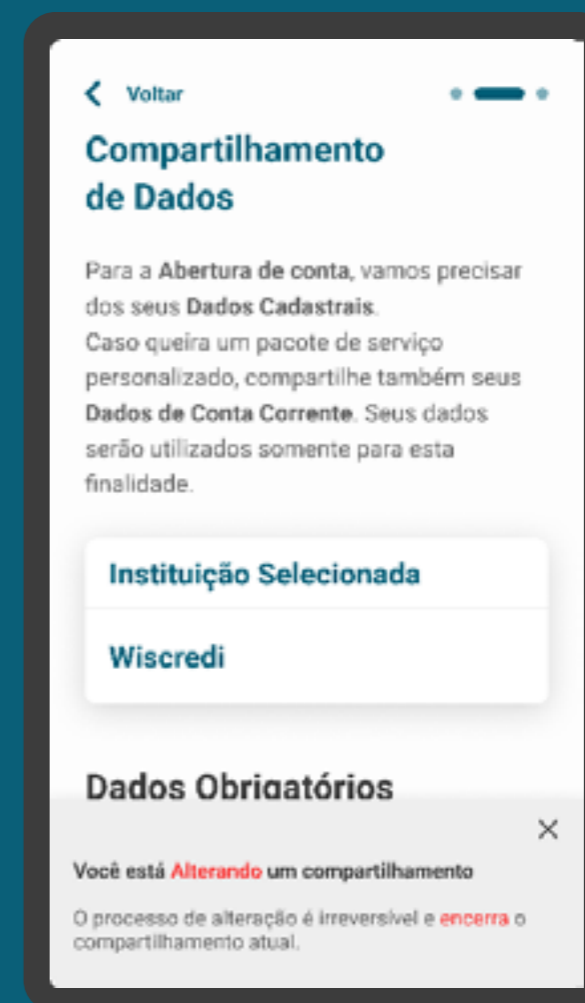 Voltar
Compartilhamento
de Dados
Para a Abertura de conta, vamos precisar
dos seus Dados Cadastrais.
Caso queira um pacote de serviço
personalizado, compartilhe também seus
Dados de Conta Corrente. Seus dados
serão utilizados somente para esta
finalidade.
Instituição Selecionada
Wiscredi
Dados Obrigatórios
Você está Alterando um compartilhamento
O processo de alteração é irreversível e encerra o
compartilhamento atual.